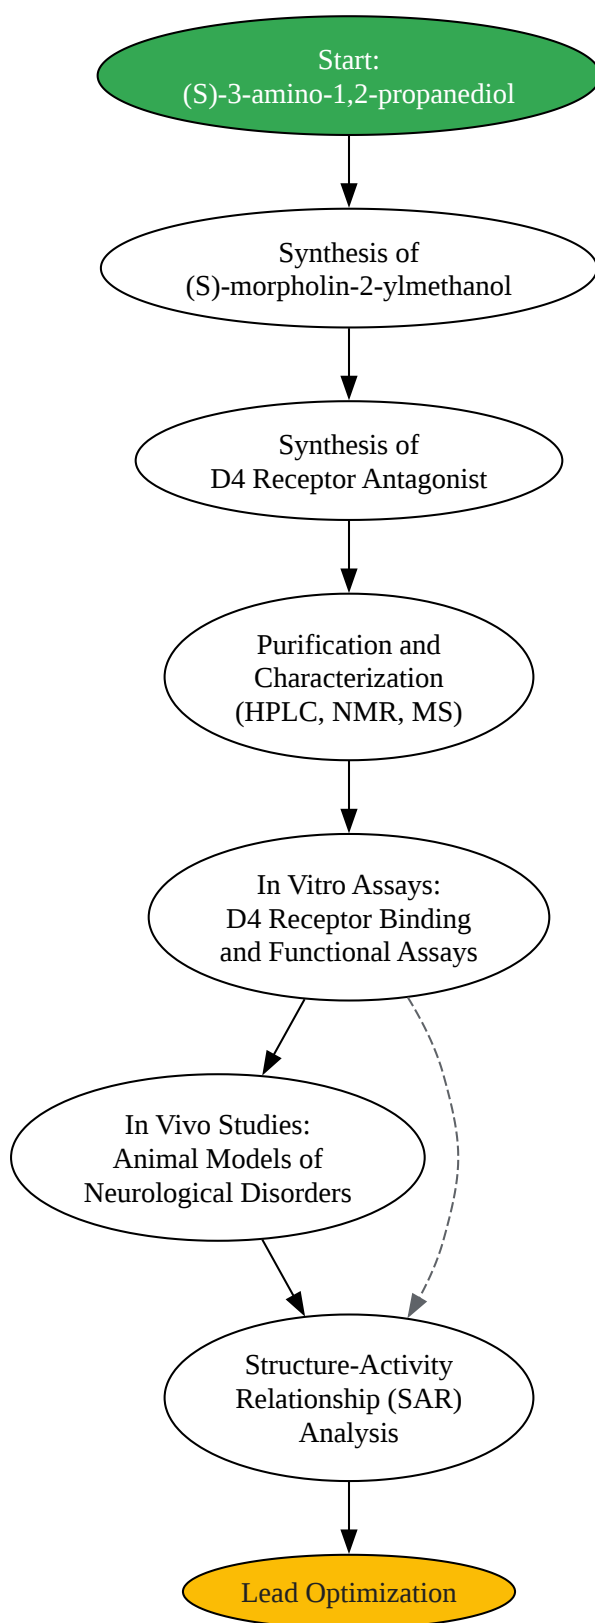 Start:
(S)-3-amino-1,2-propanediol
Synthesis of
(S)-morpholin-2-ylmethanol
Synthesis of
D4 Receptor Antagonist
Purification and
Characterization
(HPLC, NMR, MS)
In Vitro Assays:
D4 Receptor Binding
and Functional Assays
In Vivo Studies:
Animal Models of
Neurological Disorders
Structure-Activity
Relationship (SAR)
Analysis
Lead Optimization